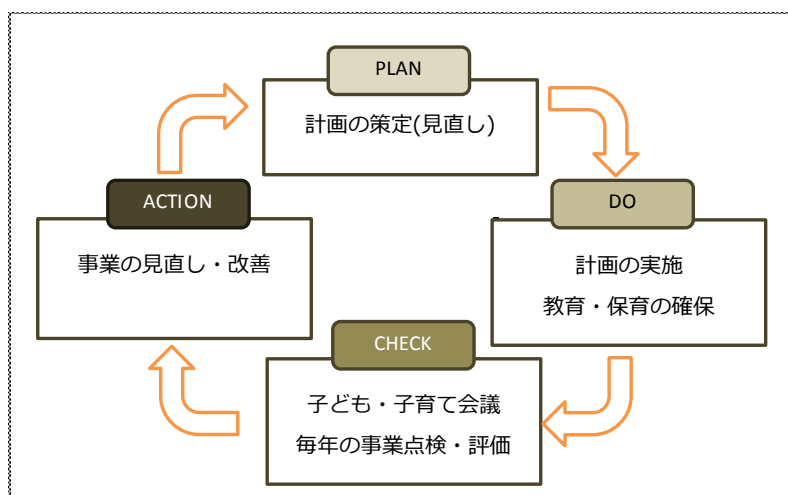 PLAN
計画の策定(見直し)
DO
計画の実施
教育・保育の確保
CHECK
子ども・子育て会議
毎年の事業点検・評価
ACTION
事業の見直し・改善